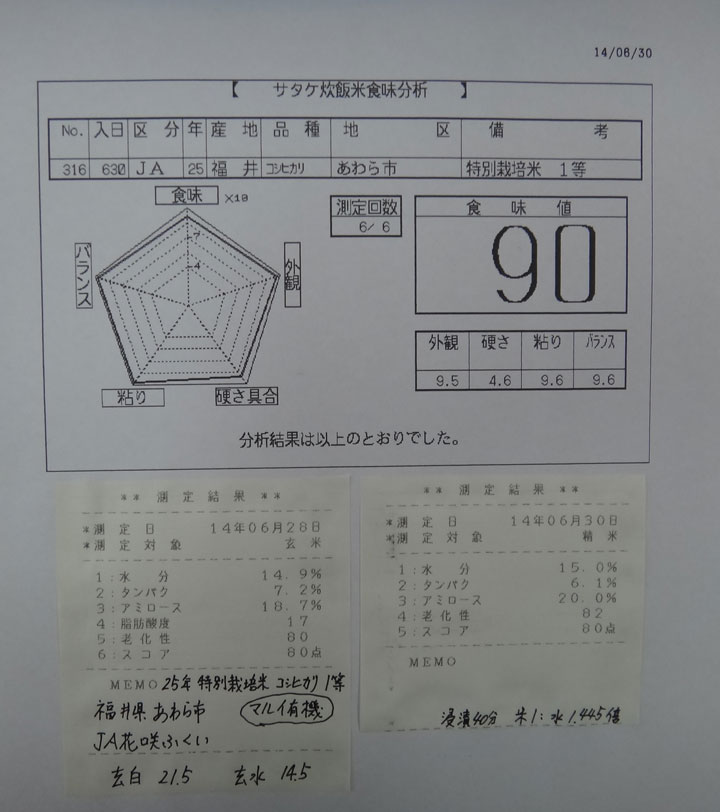 14/06/30
【 サタケ炊飯米食味分析 】
No. 入日 区分 年 産地 品種 地区 備考
316 630 JA 25 福井 コシヒカリ あわら市 特別栽培米 1等
食味 ×10
7
4
バランス
外観
粘り
硬さ具合
測定回数
6/ 6
食味値
90
外観 硬さ 粘り バランス
9.5 4.6 9.6 9.6
分析結果は以上のとおりでした。
** 測定結果 **
*測定日 14年06月28日
*測定対象 玄米
1:水分 14.9%
2:タンパク 7.2%
3:アミロース 18.7%
4:脂肪酸度 17
5:老化性 80
6:スコア 80点
MEMO 25年 特別栽培米 コシヒカリ 1等
福井県 あわら市 マルイ有機
JA花咲ふくい
玄白 21.5 玄水 14.5
** 測定結果 **
*測定日 14年06月30日
*測定対象 精米
1:水分 15.0%
2:タンパク 6.1%
3:アミロース 20.0%
4:老化性 82
5:スコア 80点
MEMO
浸漬40分 米1:水1.445倍